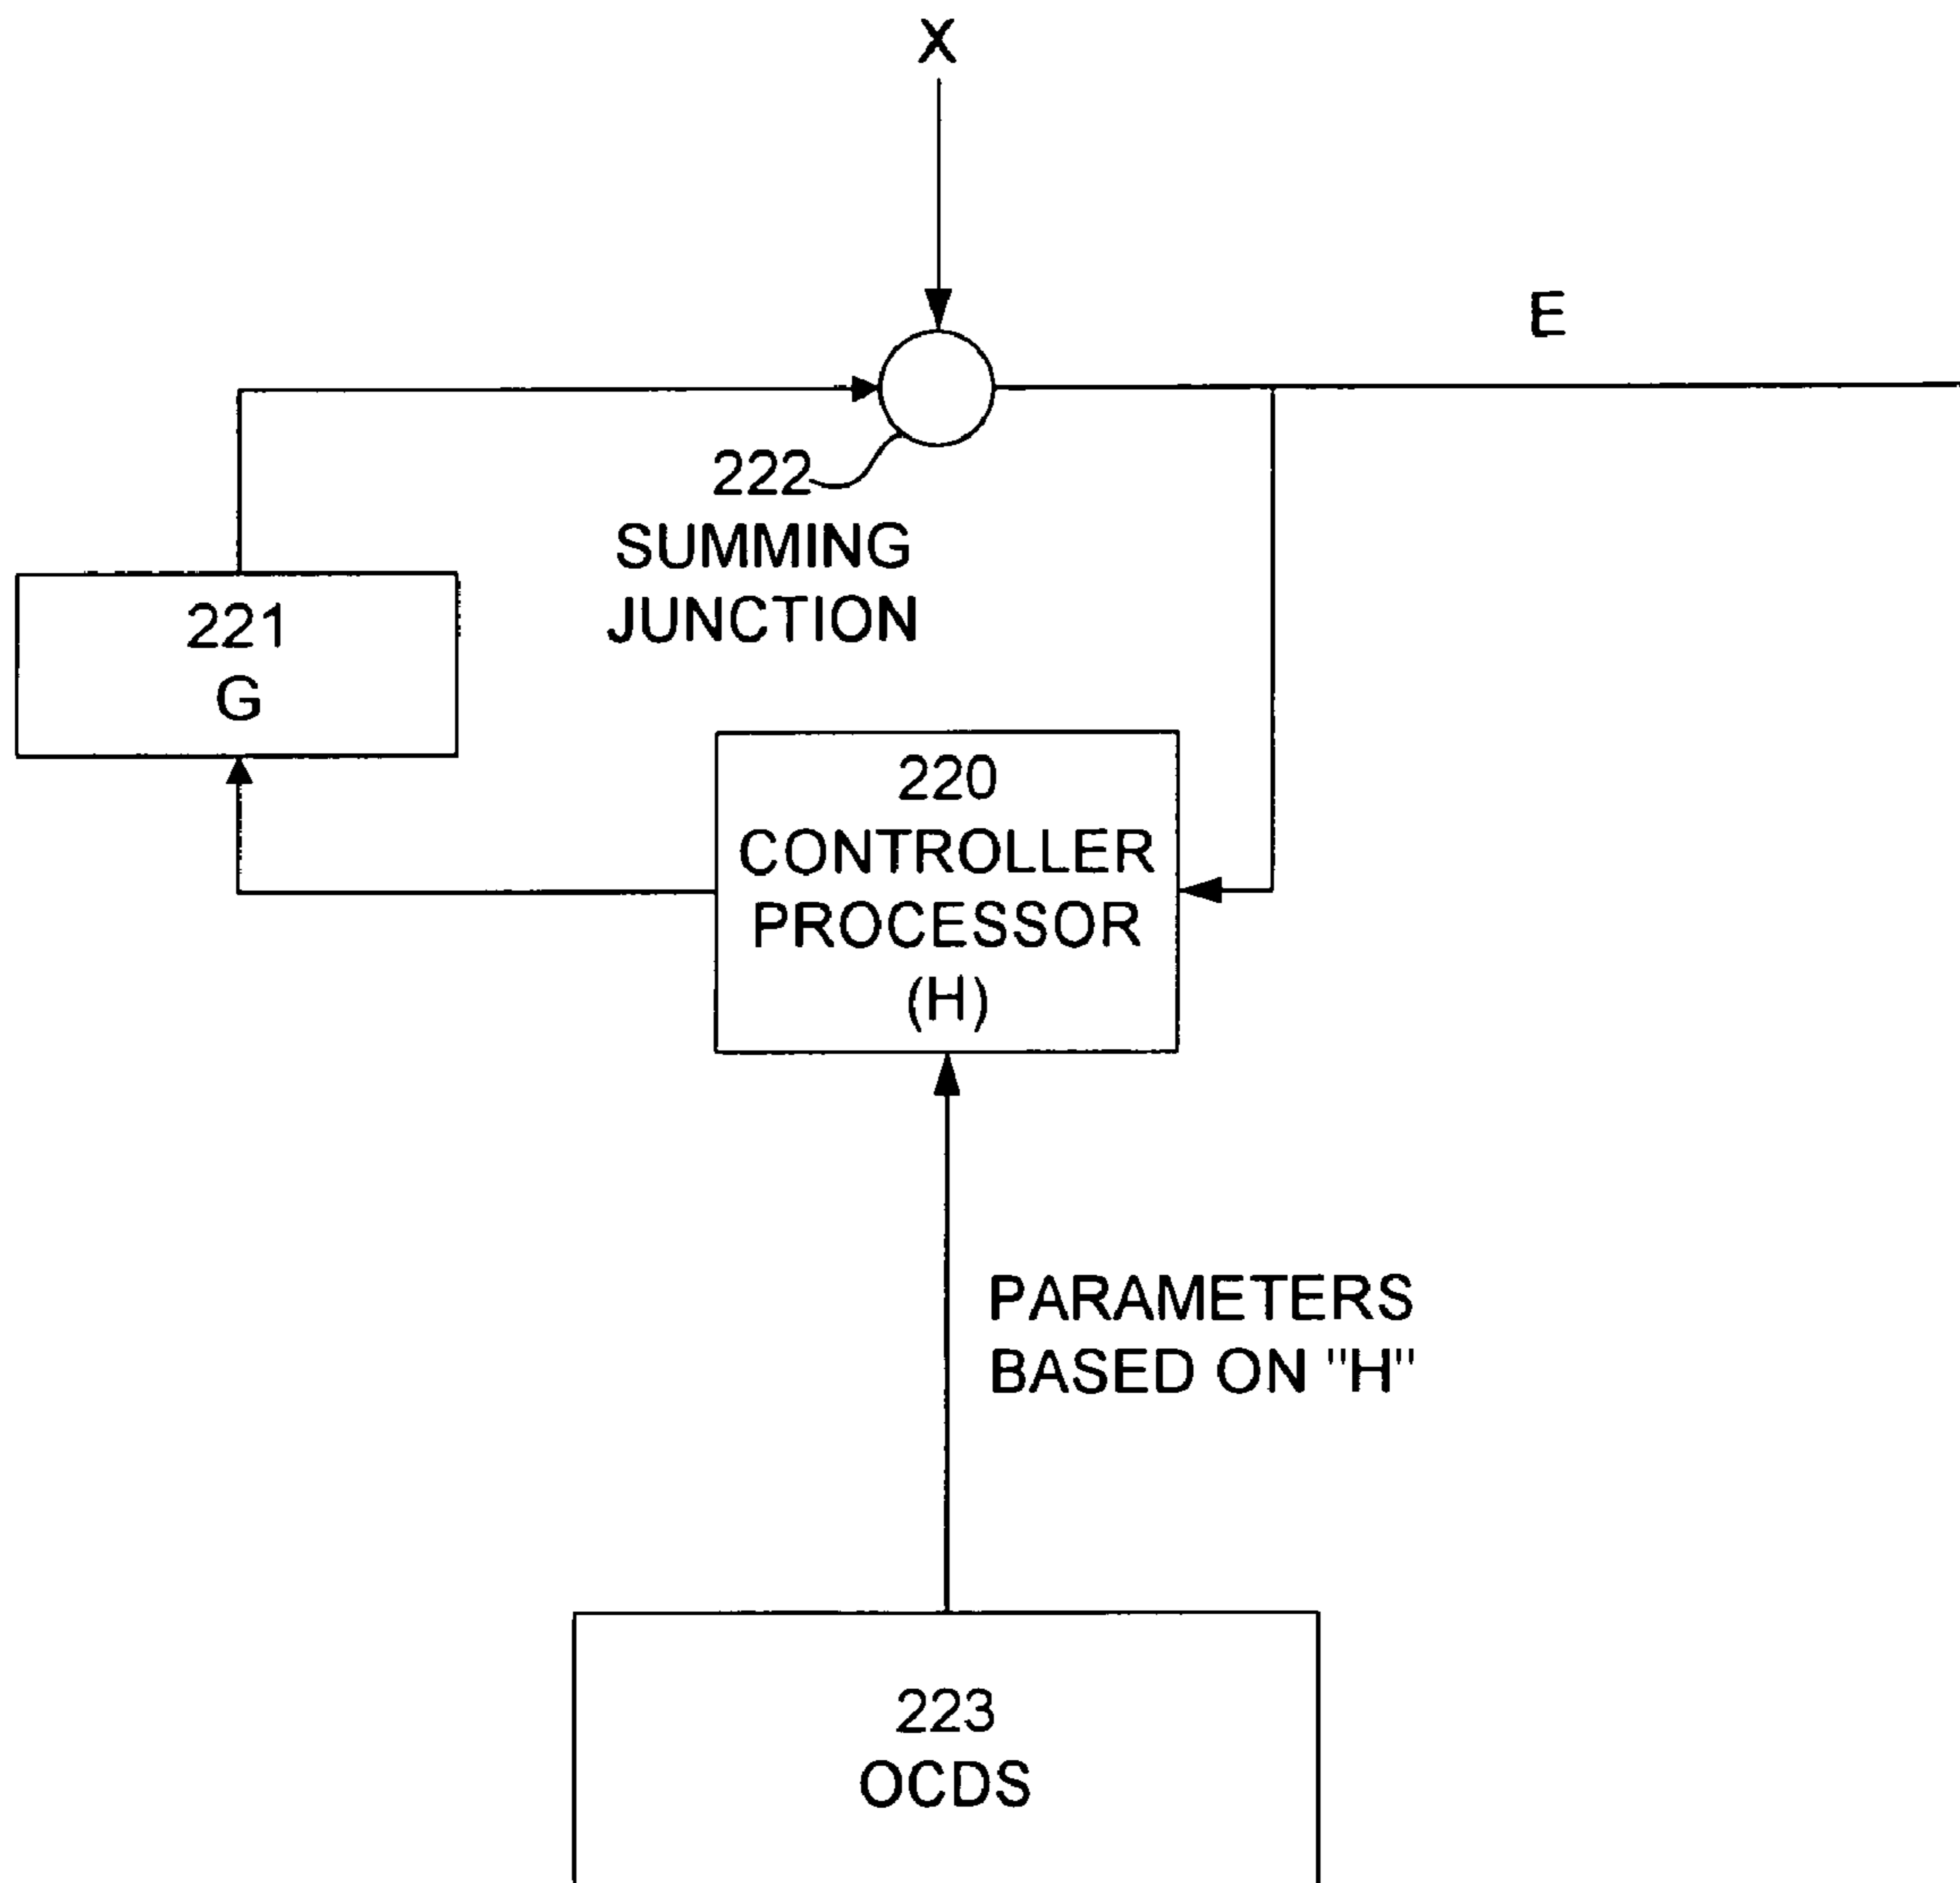 X
E
222
SUMMING
JUNCTION
221
G
220
CONTROLLER
PROCESSOR
(H)
PARAMETERS
BASED ON "H"
223
OCDS